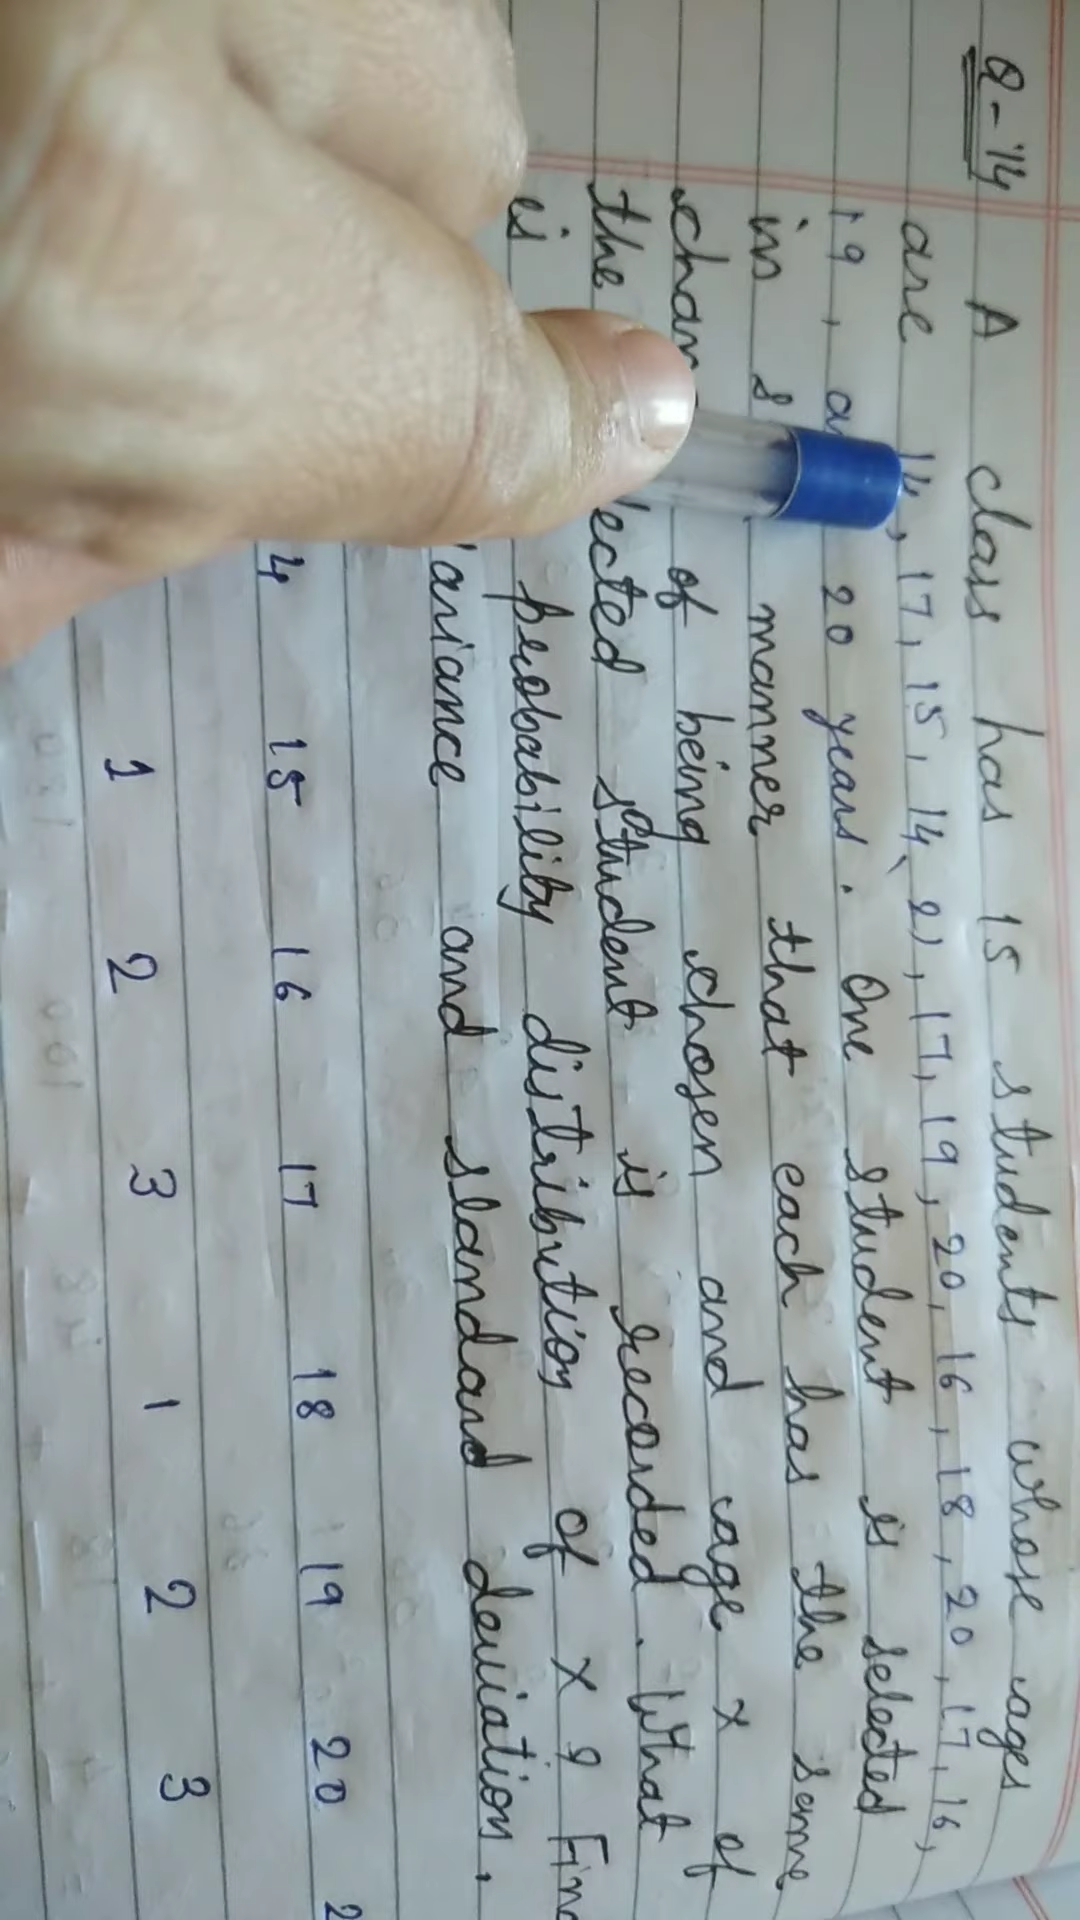 Q-14 A class has 15 students whose ages
are 14, 17, 15, 14, 21, 17, 19, 20, 16, 18, 20, 17, 16,
19, 20 years. One student is selected
in manner that each has the same
of being chosen and age x of
the student is recorded. What
is probability distribution of x ? Find
and standard deviation,
15 16 17 18 19 20
1 2 3 1 2 3